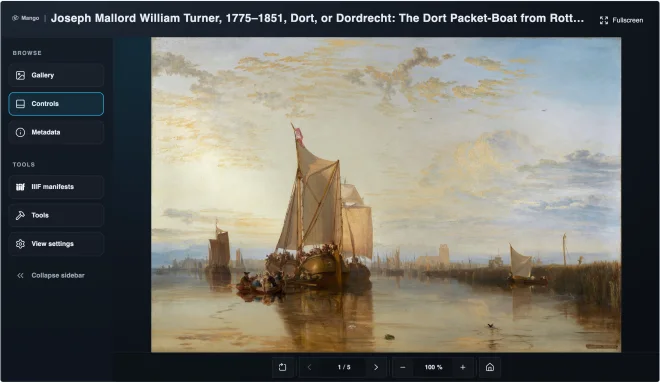 Mango
Joseph Mallord William Turner, 1775–1851, Dort, or Dordrecht: The Dort Packet-Boat from Rott...
Fullscreen
BROWSE
Gallery
Controls
Metadata
TOOLS
IIIF manifests
Tools
View settings
Collapse sidebar
1 / 5
100 %